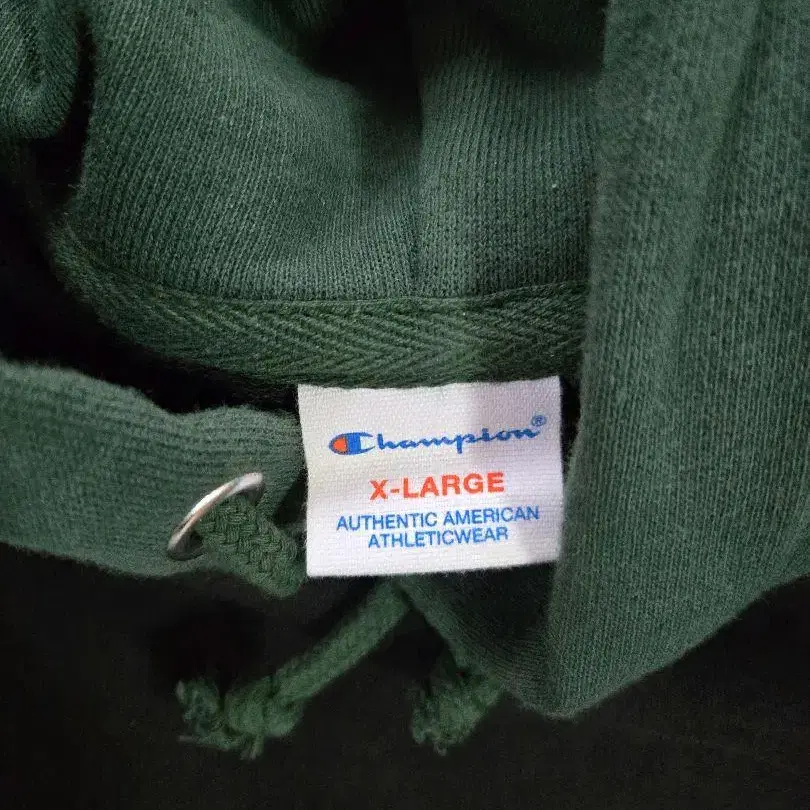 Champion®
X-LARGE
AUTHENTIC AMERICAN
ATHLETICWEAR